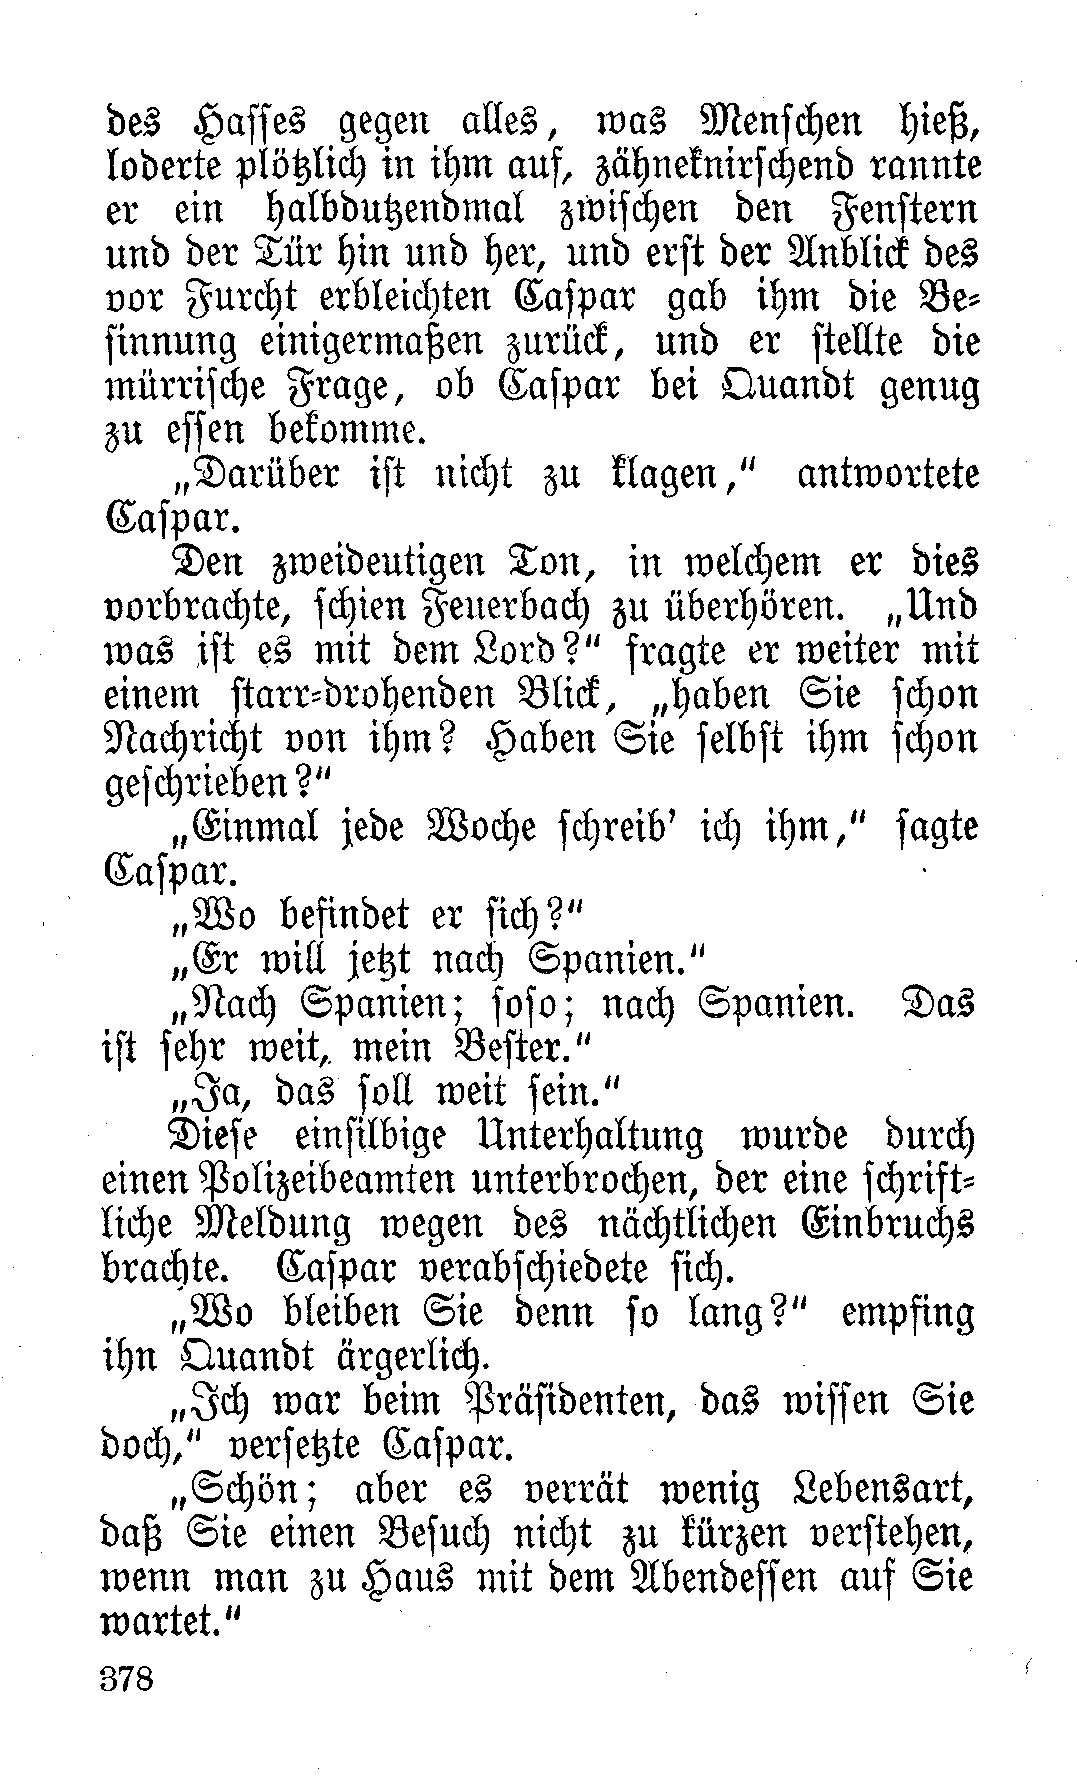 des Hasses gegen alles, was Menschen hieß,
loderte plötzlich in ihm auf, zähneknirschend rannte
er ein halbdutzendmal zwischen den Fenstern
und der Tür hin und her, und erst der Anblick des
vor Furcht erbleichten Caspar gab ihm die Be-
sinnung einigermaßen zurück, und er stellte die
mürrische Frage, ob Caspar bei Quandt genug
zu essen bekomme.
„Darüber ist nicht zu klagen,“ antwortete
Caspar.
Den zweideutigen Ton, in welchem er dies
vorbrachte, schien Feuerbach zu überhören. „Und
was ist es mit dem Lord?“ fragte er weiter mit
einem starr-drohenden Blick, „haben Sie schon
Nachricht von ihm? Haben Sie selbst ihm schon
geschrieben?“
„Einmal jede Woche schreib’ ich ihm,“ sagte
Caspar.
„Wo befindet er sich?“
„Er will jetzt nach Spanien.“
„Nach Spanien; soso; nach Spanien. Das
ist sehr weit, mein Bester.“
„Ja, das soll weit sein.“
Diese einsilbige Unterhaltung wurde durch
einen Polizeibeamten unterbrochen, der eine schrift-
liche Meldung wegen des nächtlichen Einbruchs
brachte. Caspar verabschiedete sich.
„Wo bleiben Sie denn so lang?“ empfing
ihn Quandt ärgerlich.
„Ich war beim Präsidenten, das wissen Sie
doch,“ versetzte Caspar.
„Schön; aber es verrät wenig Lebensart,
daß Sie einen Besuch nicht zu kürzen verstehen,
wenn man zu Haus mit dem Abendessen auf Sie
wartet.“
378